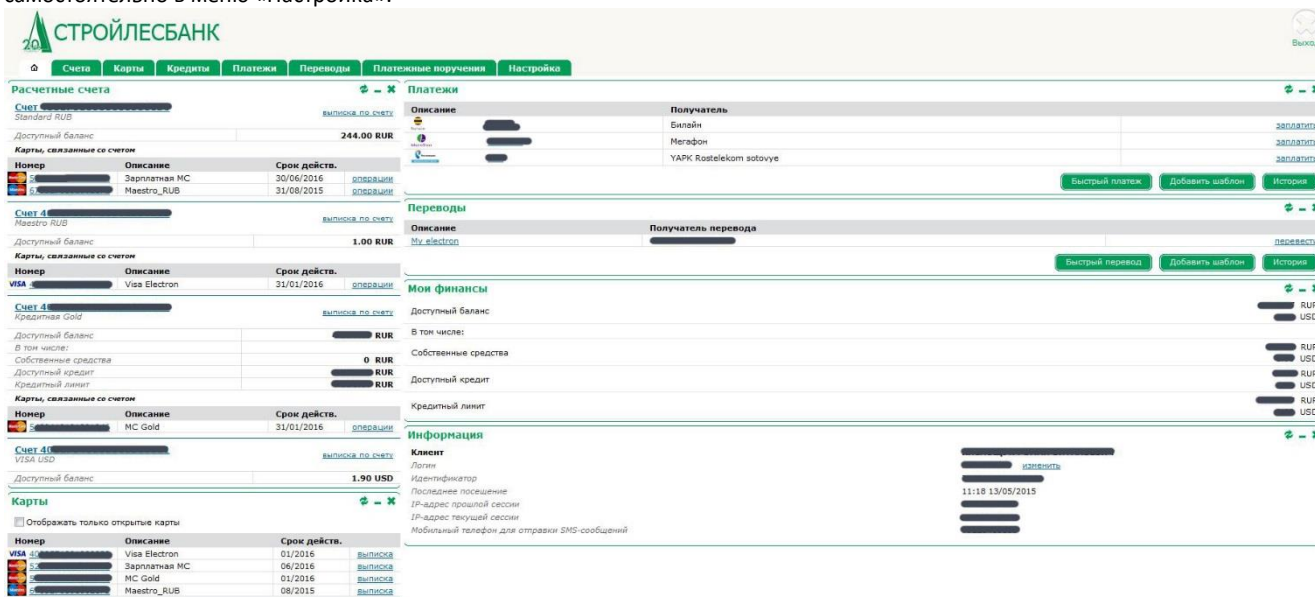 самостоятельно в меню «Настройка».
20 СТРОЙЛЕСБАНК
Выход
Счета Карты Кредиты Платежи Переводы Платежные поручения Настройка
Расчетные счета
Счет
выписка по счету
Standard RUB
Доступный баланс 244.00 RUR
Карты, связанные со счетом
Номер Описание Срок действ.
5 Зарплатная MC 30/06/2016 операции
6 Maestro_RUB 31/08/2015 операции
Счет 4
выписка по счету
Maestro RUB
Доступный баланс 1.00 RUR
Карты, связанные со счетом
Номер Описание Срок действ.
VISA 4 Visa Electron 31/01/2016 операции
Счет 4
выписка по счету
Кредитная Gold
Доступный баланс RUR
В том числе:
Собственные средства 0 RUR
Доступный кредит RUR
Кредитный лимит RUR
Карты, связанные со счетом
Номер Описание Срок действ.
5 MC Gold 31/01/2016 операции
Счет 40
выписка по счету
VISA USD
Доступный баланс 1.90 USD
Карты
Отображать только открытые карты
Номер Описание Срок действ.
VISA 40 Visa Electron 01/2016 выписка
52 Зарплатная MC 06/2016 выписка
5 MC Gold 01/2016 выписка
6 Maestro_RUB 08/2015 выписка
Платежи
Описание Получатель
Билайн заплатить
Мегафон заплатить
YAPK Rostelekom sotovye заплатить
Быстрый платеж Добавить шаблон История
Переводы
Описание Получатель перевода
My electron перевести
Быстрый перевод Добавить шаблон История
Мои финансы
Доступный баланс RUR
USD
В том числе:
Собственные средства RUR
USD
Доступный кредит RUR
USD
Кредитный лимит RUR
USD
Информация
Клиент
Логин изменить
Идентификатор
Последнее посещение 11:18 13/05/2015
IP-адрес прошлой сессии
IP-адрес текущей сессии
Мобильный телефон для отправки SMS-сообщений